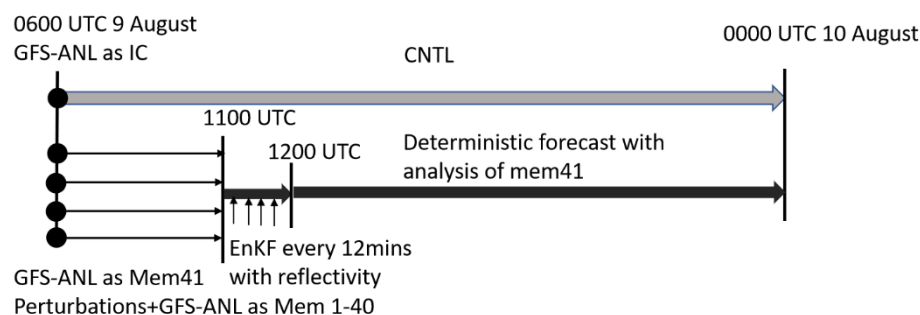 0600 UTC 9 August
GFS-ANL as IC
CNTL
0000 UTC 10 August
1100 UTC
1200 UTC
Deterministic forecast with
analysis of mem41
EnKF every 12mins
with reflectivity
GFS-ANL as Mem41
Perturbations+GFS-ANL as Mem 1-40